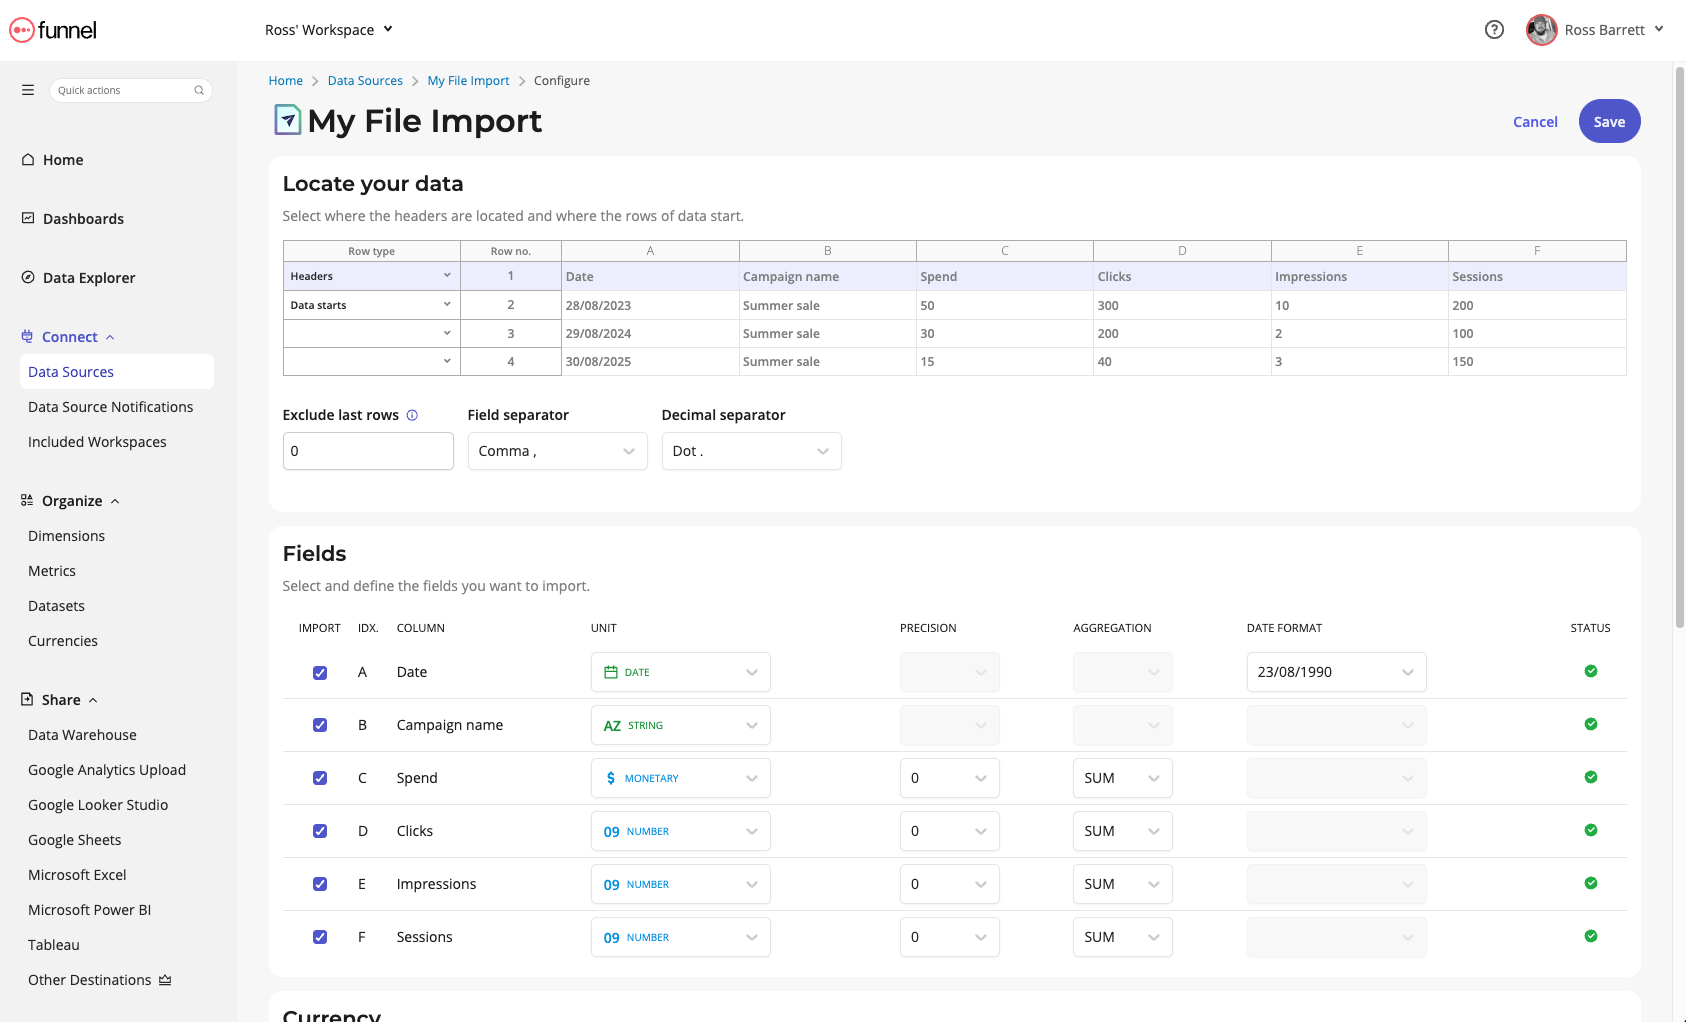 funnel
Ross' Workspace
Ross Barrett
Quick actions
Home
Dashboards
Data Explorer
Connect
Data Sources
Data Source Notifications
Included Workspaces
Organize
Dimensions
Metrics
Datasets
Currencies
Share
Data Warehouse
Google Analytics Upload
Google Looker Studio
Google Sheets
Microsoft Excel
Microsoft Power BI
Tableau
Other Destinations
Home > Data Sources > My File Import > Configure
My File Import
Cancel
Save
Locate your data
Select where the headers are located and where the rows of data start.
Row type Row no. A B C D E F
Headers 1 Date Campaign name Spend Clicks Impressions Sessions
Data starts 2 28/08/2023 Summer sale 50 300 10 200
3 29/08/2024 Summer sale 30 200 2 100
4 30/08/2025 Summer sale 15 40 3 150
Exclude last rows Field separator Decimal separator
0 Comma , Dot .
Fields
Select and define the fields you want to import.
IMPORT IDX. COLUMN UNIT PRECISION AGGREGATION DATE FORMAT STATUS
A Date DATE 23/08/1990
B Campaign name AZ STRING
C Spend $ MONETARY 0 SUM
D Clicks 09 NUMBER 0 SUM
E Impressions 09 NUMBER 0 SUM
F Sessions 09 NUMBER 0 SUM
Currency